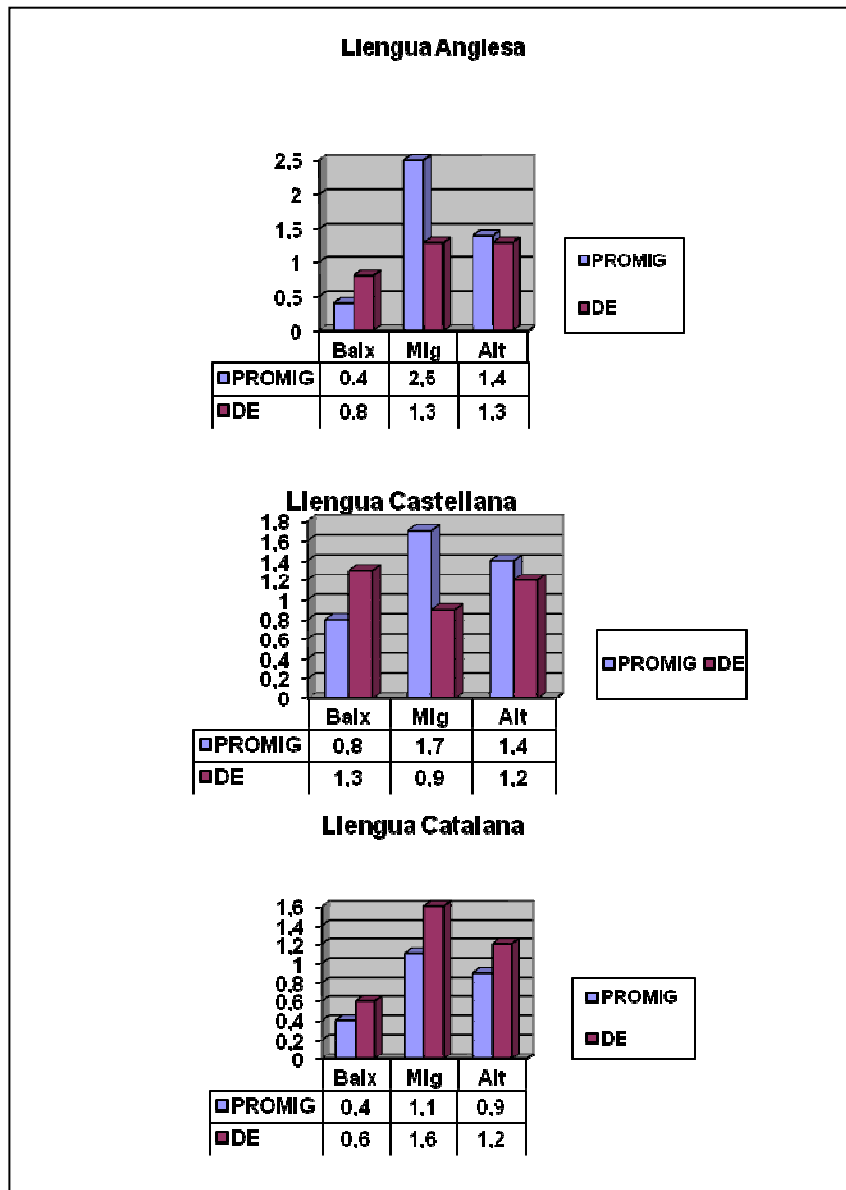 Llengua Anglesa
2,5
2
1,5
1
0,5
0
Baix Mig Alt
PROMIG 0,4 2,5 1,4
DE 0,8 1,3 1,3
PROMIG
DE
Llengua Castellana
1,8
1,6
1,4
1,2
1
0,8
0,6
0,4
0,2
0
Baix Mig Alt
PROMIG 0,8 1,7 1,4
DE 1,3 0,9 1,2
PROMIG DE
Llengua Catalana
1,6
1,4
1,2
1
0,8
0,6
0,4
0,2
0
Baix Mig Alt
PROMIG 0,4 1,1 0,9
DE 0,6 1,6 1,2
PROMIG
DE